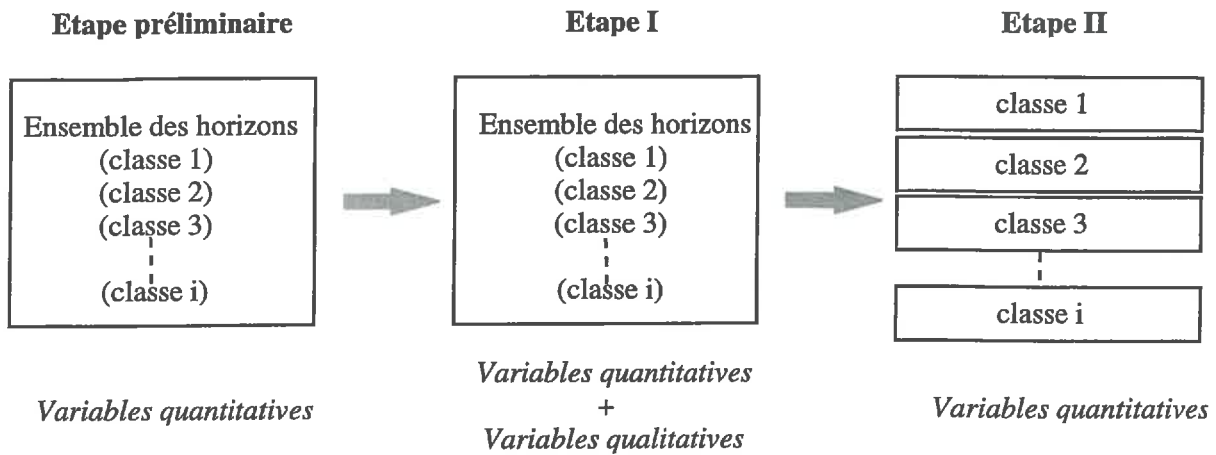 Etape préliminaire
Ensemble des horizons
(classe 1)
(classe 2)
(classe 3)
(classe i)
Variables quantitatives
Etape I
Ensemble des horizons
(classe 1)
(classe 2)
(classe 3)
(classe i)
Variables quantitatives
+
Variables qualitatives
Etape II
classe 1
classe 2
classe 3
classe i
Variables quantitatives